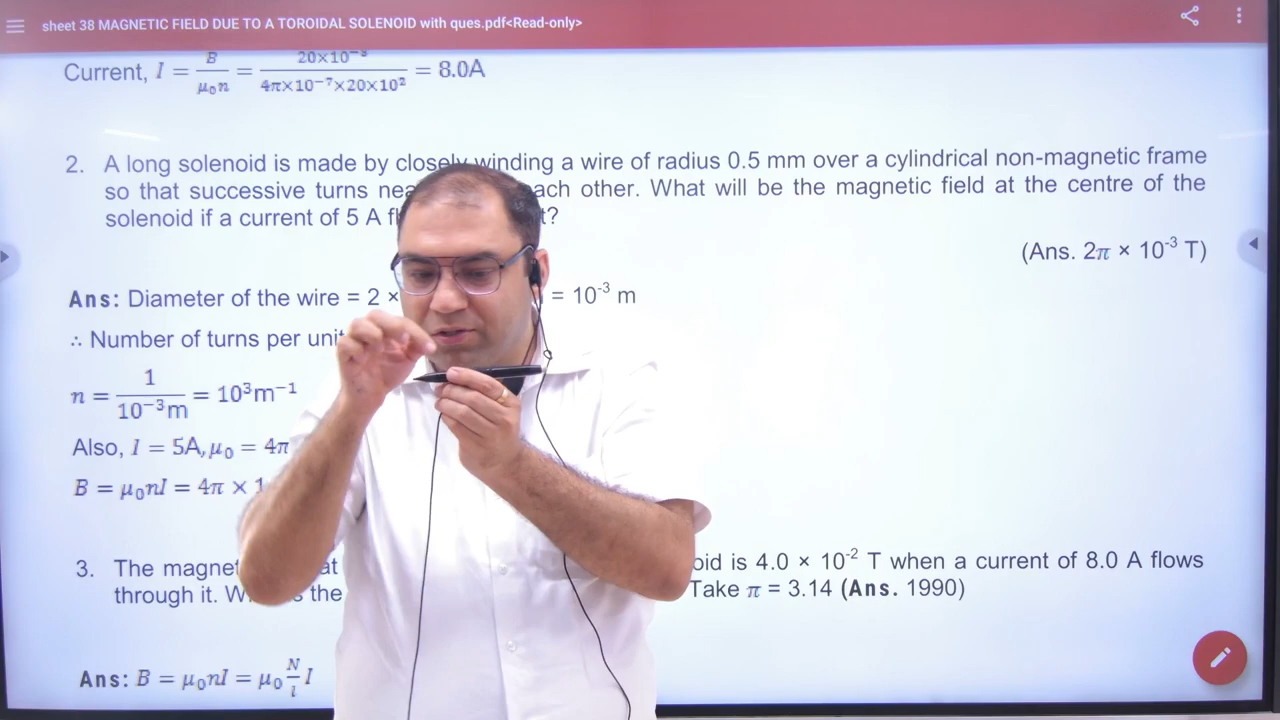 sheet 38 MAGNETIC FIELD DUE TO A TOROIDAL SOLENOID with ques.pdf<Read-only>
Current, I = B/μ₀n = 20×10⁻³/4π×10⁻⁷×20×10² = 8.0A
2. A long solenoid is made by closely winding a wire of radius 0.5 mm over a cylindrical non-magnetic frame
so that successive turns each other. What will be the magnetic field at the centre of the
solenoid if a current of 5 A
(Ans. 2π × 10⁻³ T)
Ans: Diameter of the wire = 2 × = 10⁻³ m
∴ Number of turns per
n = 1/10⁻³m = 10³m⁻¹
Also, I = 5A, μ₀ = 4π
B = μ₀nI = 4π ×
3. The is 4.0 × 10⁻² T when a current of 8.0 A flows
through it. the Take π = 3.14 (Ans. 1990)
Ans: B = μ₀nI = μ₀ N/l I